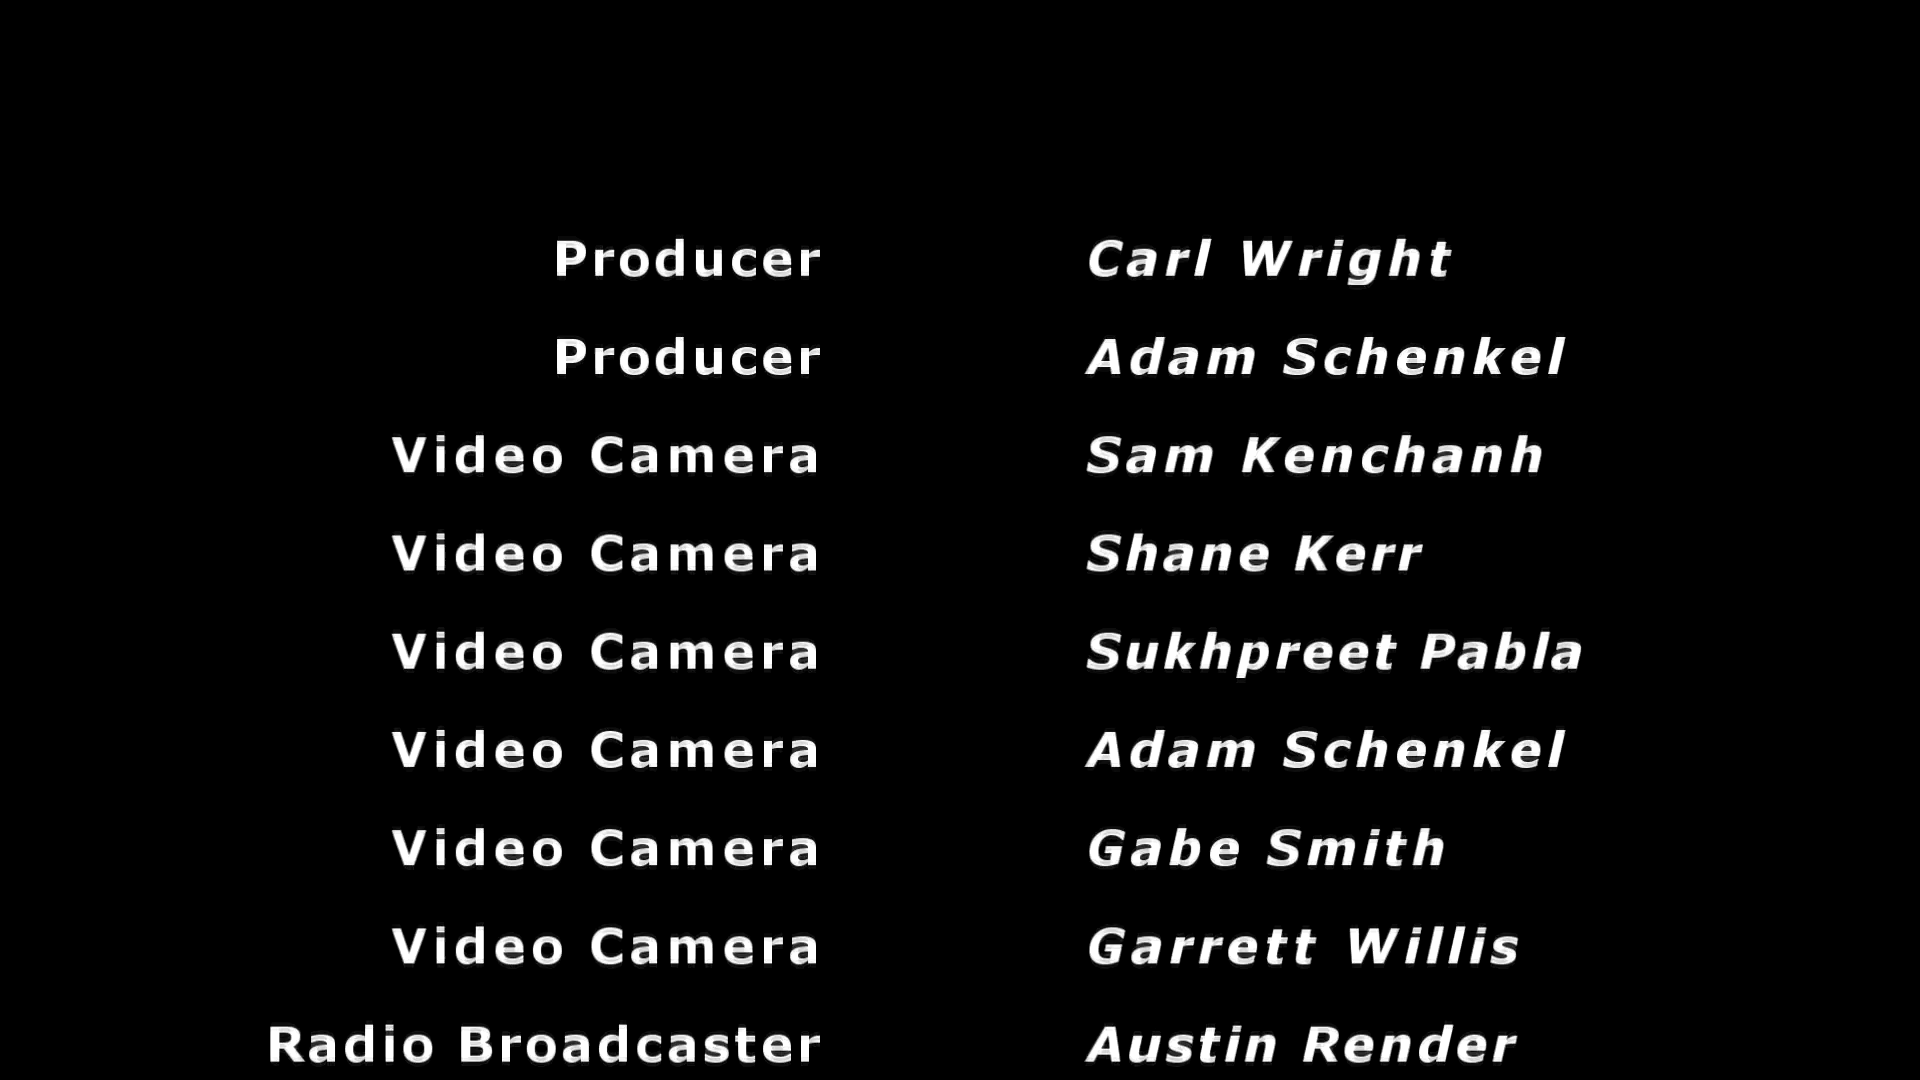 Producer Carl Wright
Producer Adam Schenkel
Video Camera Sam Kenchanh
Video Camera Shane Kerr
Video Camera Sukhpreet Pabla
Video Camera Adam Schenkel
Video Camera Gabe Smith
Video Camera Garrett Willis
Radio Broadcaster Austin Render